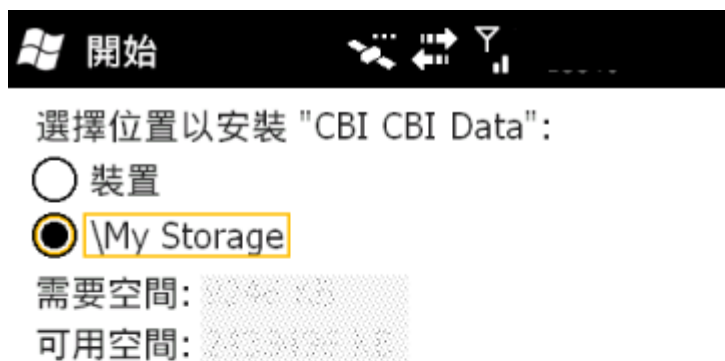 開始
選擇位置以安裝 "CBI CBI Data":
裝置
\My Storage
需要空間:
可用空間: